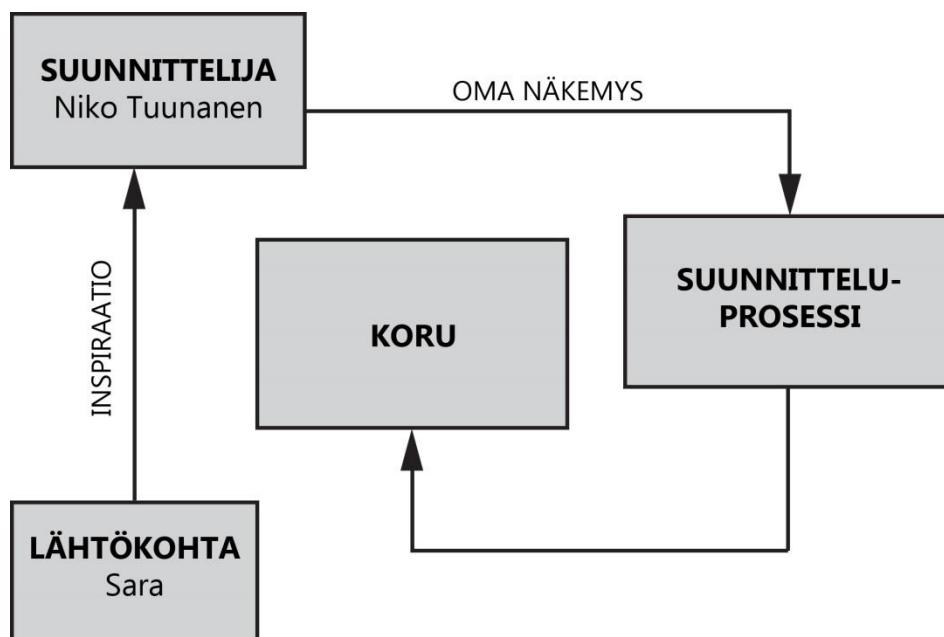 SUUNNITTELIJA
Niko Tuunanen
OMA NÄKEMYS
SUUNNITTELU-
PROSESSI
KORU
INSPIRAATIO
LÄHTÖKOHTA
Sara